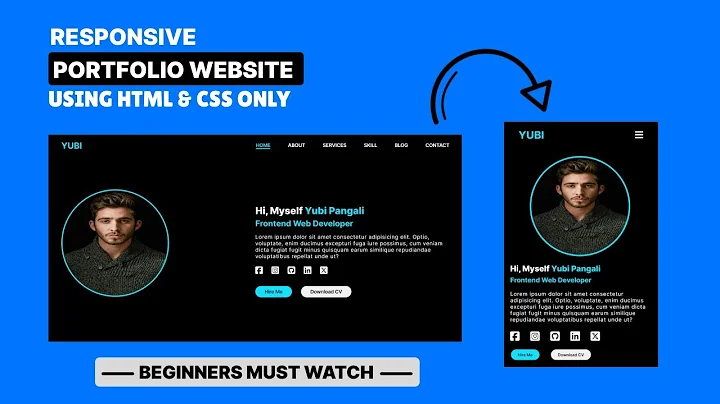 RESPONSIVE
PORTFOLIO WEBSITE
USING HTML & CSS ONLY
YUBI
HOME ABOUT SERVICES SKILL BLOG CONTACT
Hi, Myself Yubi Pangali
Frontend Web Developer
Lorem ipsum dolor sit amet consectetur adipisicing elit. Optio,
voluptate, enim ducimus excepturi fuga iure possimus, cum veniam
dicta fugiat fugit minus quisquam earum similique repudiandae
voluptatibus repellat unde ut?
Hire Me Download CV
YUBI
Hi, Myself Yubi Pangali
Frontend Web Developer
Lorem ipsum dolor sit amet consectetur adipisicing
elit. Optio, voluptate, enim ducimus excepturi fuga
iure possimus, cum veniam dicta fugiat fugit minus
quisquam earum similique repudiandae
voluptatibus repellat unde ut?
Hire Me Download CV
BEGINNERS MUST WATCH